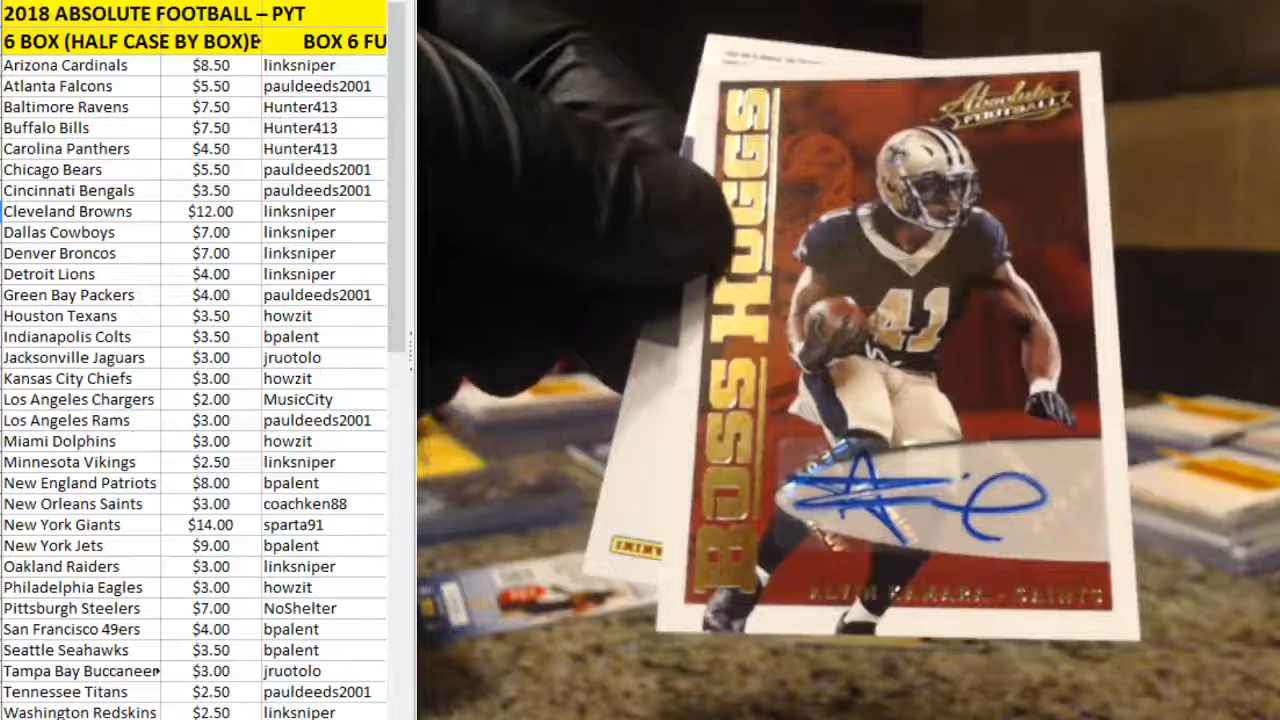 2018 ABSOLUTE FOOTBALL – PYT
6 BOX (HALF CASE BY BOX) BOX 6 FU
Arizona Cardinals $8.50 linksniper
Atlanta Falcons $5.50 pauldeeds2001
Baltimore Ravens $7.50 Hunter413
Buffalo Bills $7.50 Hunter413
Carolina Panthers $4.50 Hunter413
Chicago Bears $5.50 pauldeeds2001
Cincinnati Bengals $3.50 pauldeeds2001
Cleveland Browns $12.00 linksniper
Dallas Cowboys $7.00 linksniper
Denver Broncos $7.00 linksniper
Detroit Lions $4.00 linksniper
Green Bay Packers $4.00 pauldeeds2001
Houston Texans $3.50 howzit
Indianapolis Colts $3.50 bpalent
Jacksonville Jaguars $3.00 jruotolo
Kansas City Chiefs $3.00 howzit
Los Angeles Chargers $2.00 MusicCity
Los Angeles Rams $3.00 pauldeeds2001
Miami Dolphins $3.00 howzit
Minnesota Vikings $2.50 linksniper
New England Patriots $8.00 bpalent
New Orleans Saints $3.00 coachken88
New York Giants $14.00 sparta91
New York Jets $9.00 bpalent
Oakland Raiders $3.00 linksniper
Philadelphia Eagles $3.00 howzit
Pittsburgh Steelers $7.00 NoShelter
San Francisco 49ers $4.00 bpalent
Seattle Seahawks $3.50 bpalent
Tampa Bay Buccaneer $3.00 jruotolo
Tennessee Titans $2.50 pauldeeds2001
Washington Redskins $2.50 linksniper
Absolute
FOOTBALL
BOSS HOGGS
41
ALVIN KAMARA - SAINTS
PANINI